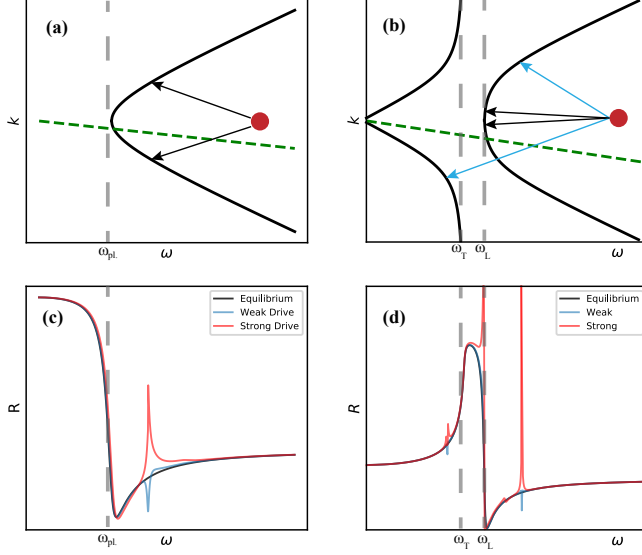 (a)
k
ω_pl.
ω
(b)
k
ω_T
ω_L
ω
(c)
R
Equilibrium
Weak Drive
Strong Drive
ω_pl.
ω
(d)
R
Equilibrium
Weak
Strong
ω_T
ω_L
ω